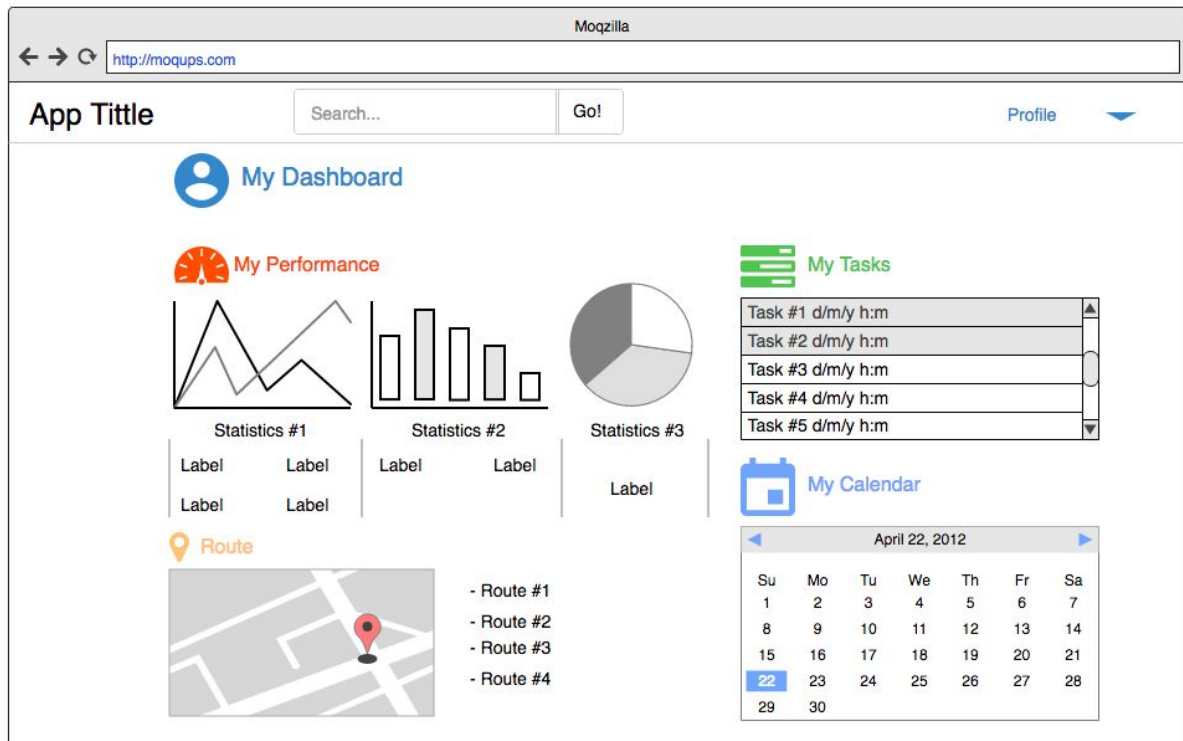 Moqzilla
http://moqups.com
App Tittle
Search...
Go!
Profile
My Dashboard
My Performance
Statistics #1
Statistics #2
Statistics #3
Label Label
Label Label
Label Label
Label
Route
- Route #1
- Route #2
- Route #3
- Route #4
My Tasks
Task #1 d/m/y h:m
Task #2 d/m/y h:m
Task #3 d/m/y h:m
Task #4 d/m/y h:m
Task #5 d/m/y h:m
My Calendar
April 22, 2012
Su Mo Tu We Th Fr Sa
1 2 3 4 5 6 7
8 9 10 11 12 13 14
15 16 17 18 19 20 21
22 23 24 25 26 27 28
29 30